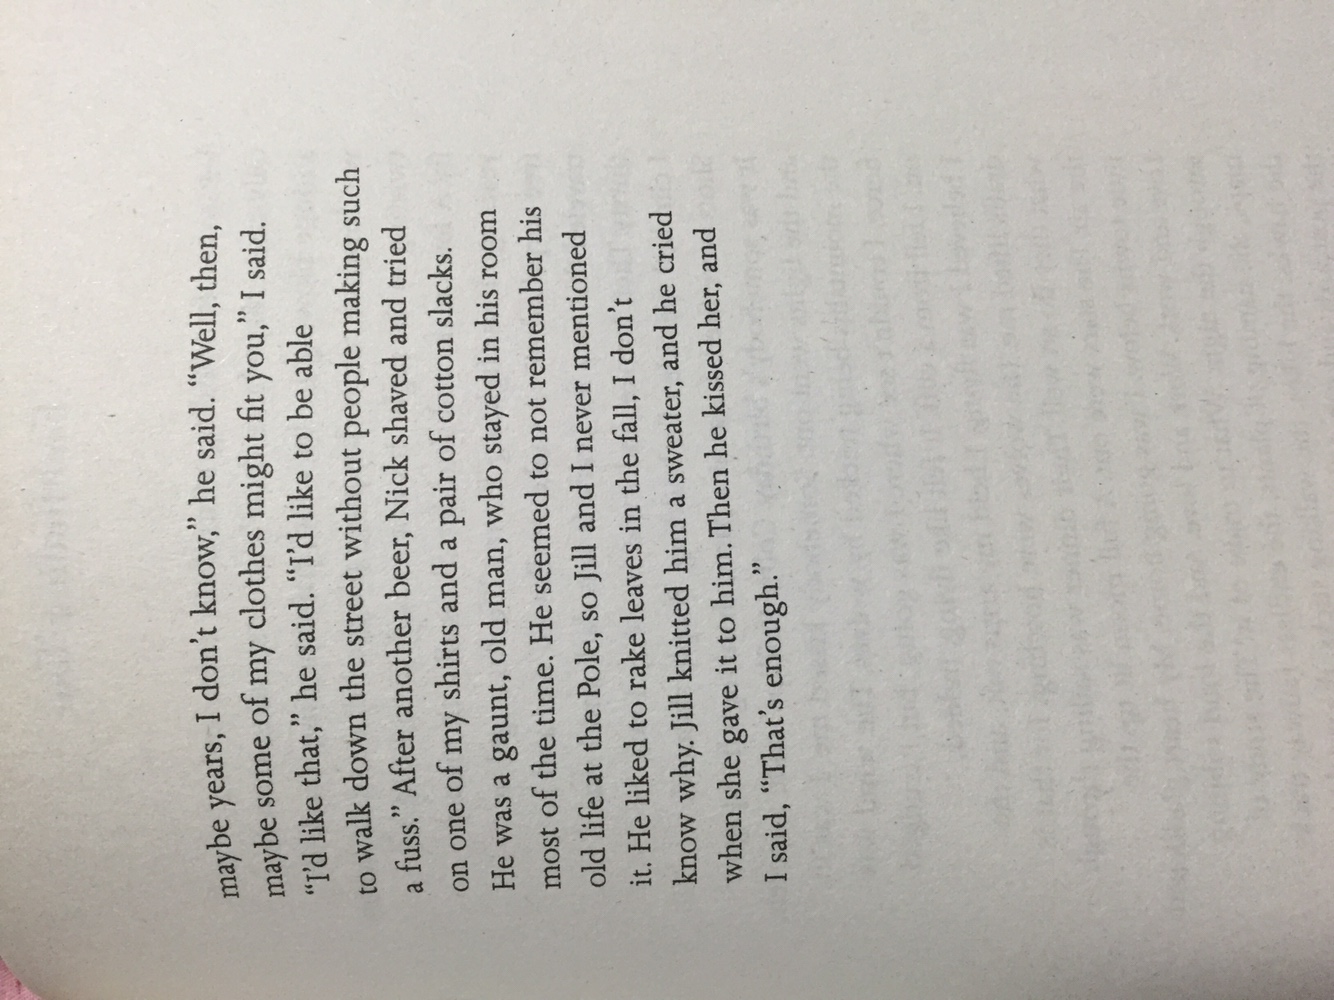 maybe years, I don't know,” he said. “Well, then,
maybe some of my clothes might fit you,” I said.
“I'd like that,” he said. “I'd like to be able
to walk down the street without people making such
a fuss.” After another beer, Nick shaved and tried
on one of my shirts and a pair of cotton slacks.
He was a gaunt, old man, who stayed in his room
most of the time. He seemed to not remember his
old life at the Pole, so Jill and I never mentioned
it. He liked to rake leaves in the fall, I don't
know why. Jill knitted him a sweater, and he cried
when she gave it to him. Then he kissed her, and
I said, “That's enough.”